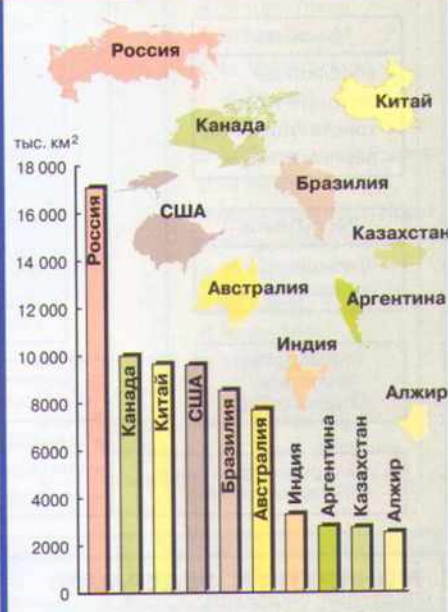 Россия
Китай
Канада
тыс. км²
18 000
Бразилия
16 000
США
Казахстан
14 000
Австралия
Аргентина
12 000
Индия
10 000
Алжир
8000
6000
4000
2000
0
Россия
Канада
Китай
США
Бразилия
Австралия
Индия
Аргентина
Казахстан
Алжир